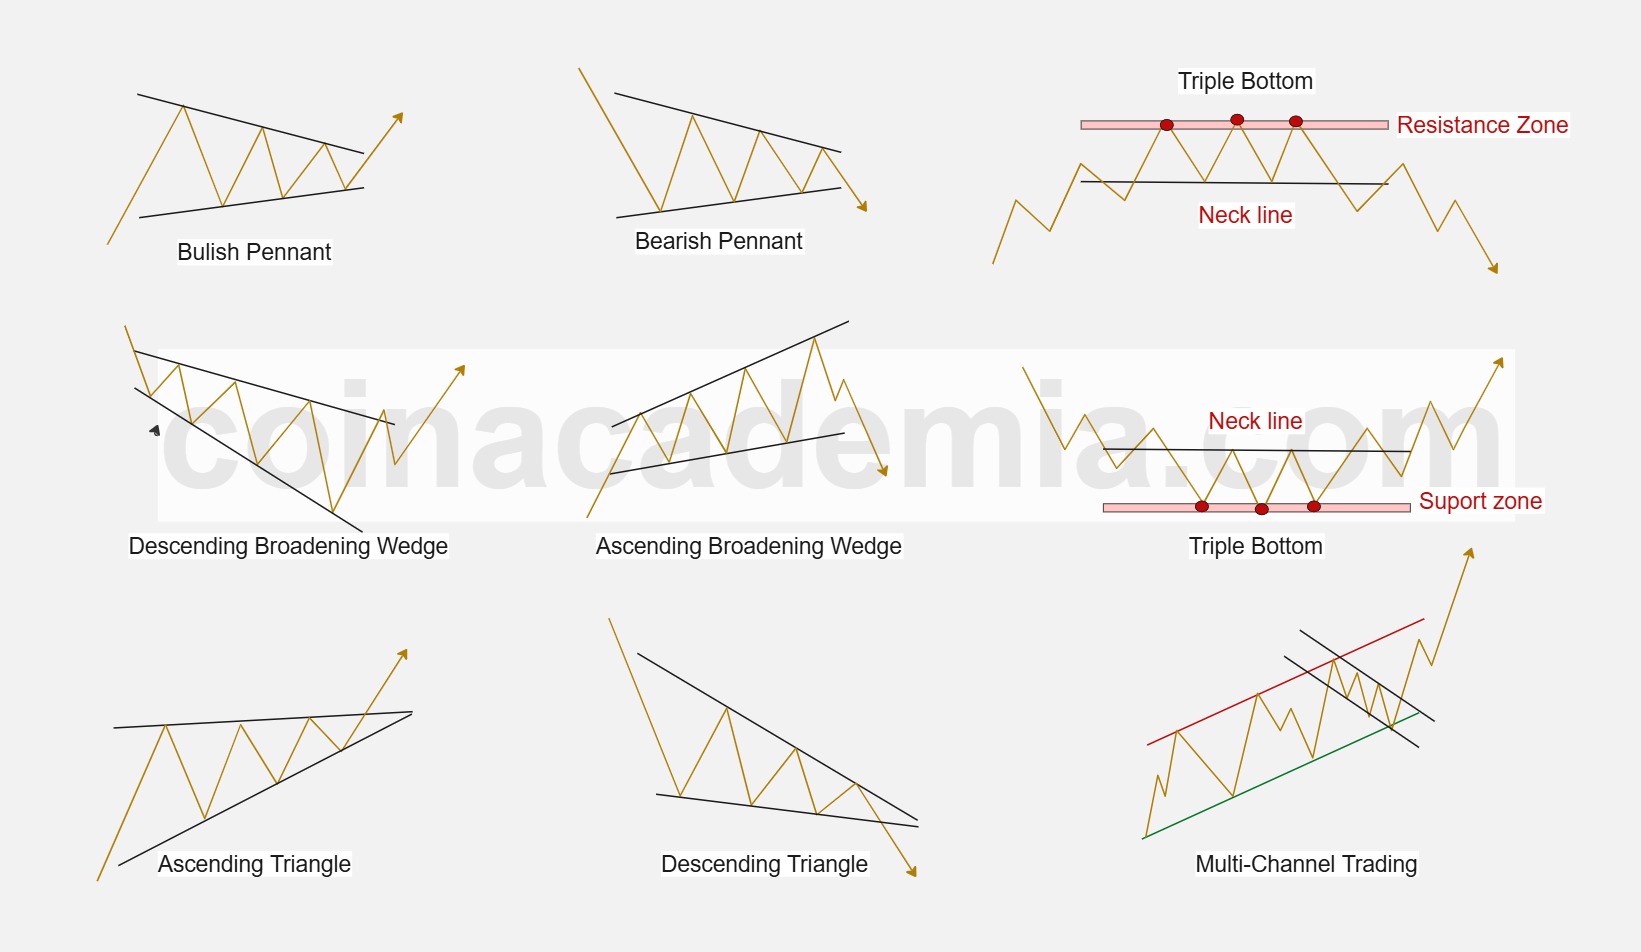 Triple Bottom
Resistance Zone
Neck line
Bulish Pennant
Bearish Pennant
coinacademia.com
Neck line
Suport zone
Descending Broadening Wedge
Ascending Broadening Wedge
Triple Bottom
Ascending Triangle
Descending Triangle
Multi-Channel Trading